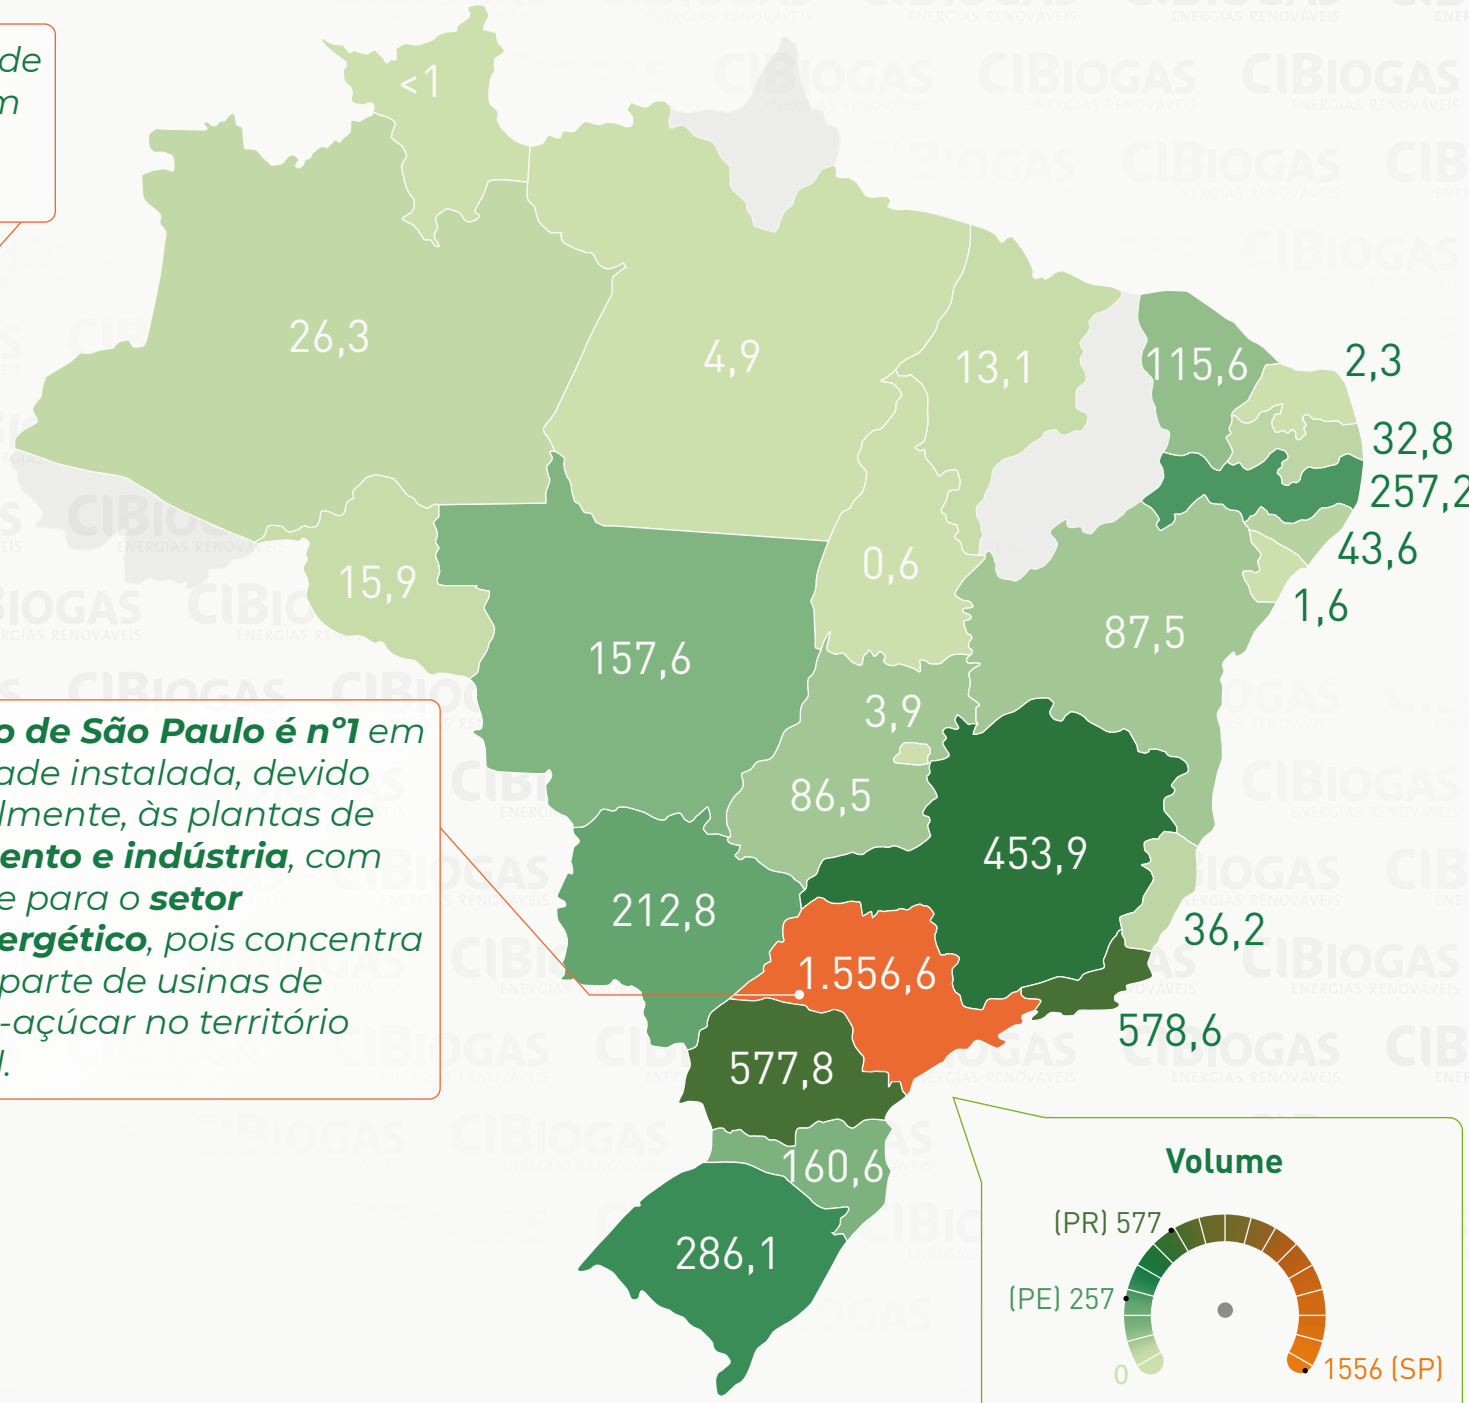 de
m
<1
26,3
4,9
13,1
115,6
2,3
32,8
257,2
43,6
1,6
15,9
0,6
87,5
157,6
3,9
86,5
453,9
212,8
36,2
1.556,6
578,6
577,8
160,6
286,1
o de São Paulo é nº1 em
ade instalada, devido
lmente, às plantas de
ento e indústria, com
e para o setor
ergético, pois concentra
parte de usinas de
-açúcar no território
l.
Volume
(PR) 577
(PE) 257
0
1556 (SP)
CIBIOGAS
ENERGIAS RENOVÁVEIS